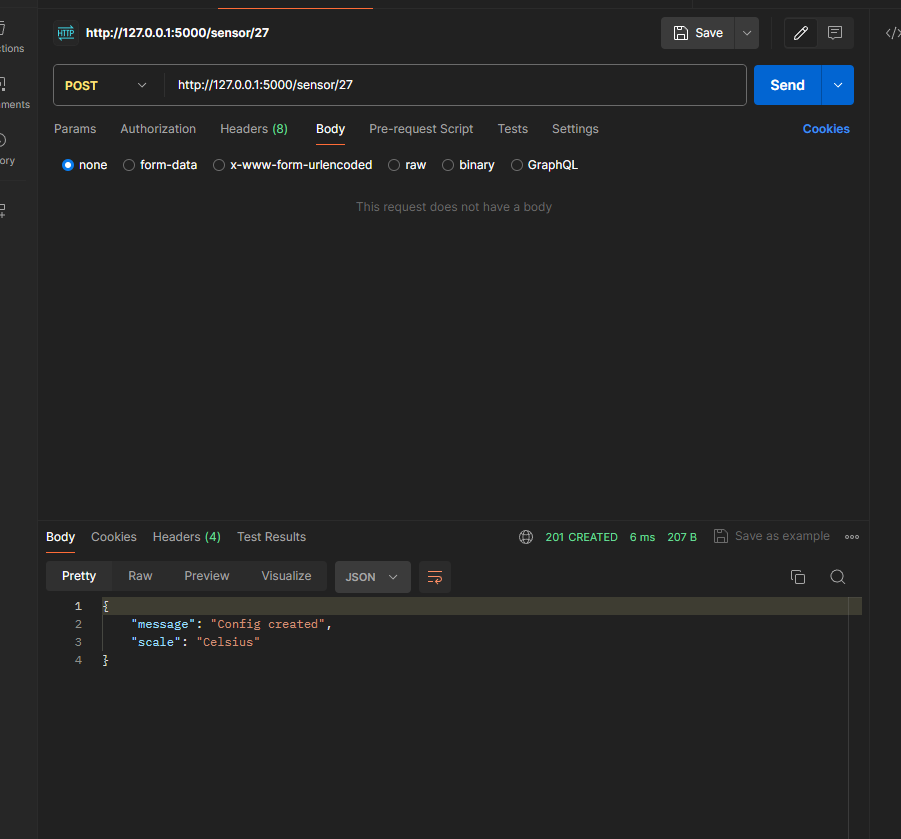 HTTP http://127.0.0.1:5000/sensor/27 Save
POST http://127.0.0.1:5000/sensor/27 Send
Params Authorization Headers (8) Body Pre-request Script Tests Settings Cookies
none form-data x-www-form-urlencoded raw binary GraphQL
This request does not have a body
Body Cookies Headers (4) Test Results 201 CREATED 6 ms 207 B Save as example
Pretty Raw Preview Visualize JSON
1 {
2 "message": "Config created",
3 "scale": "Celsius"
4 }